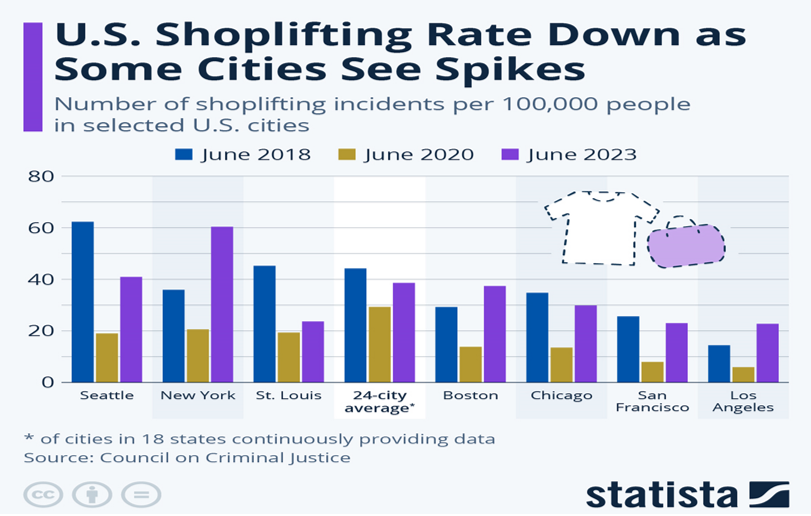 U.S. Shoplifting Rate Down as
Some Cities See Spikes
Number of shoplifting incidents per 100,000 people
in selected U.S. cities
June 2018 June 2020 June 2023
80
60
40
20
0
Seattle New York St. Louis 24-city average* Boston Chicago San Francisco Los Angeles
* of cities in 18 states continuously providing data
Source: Council on Criminal Justice
cc
statista